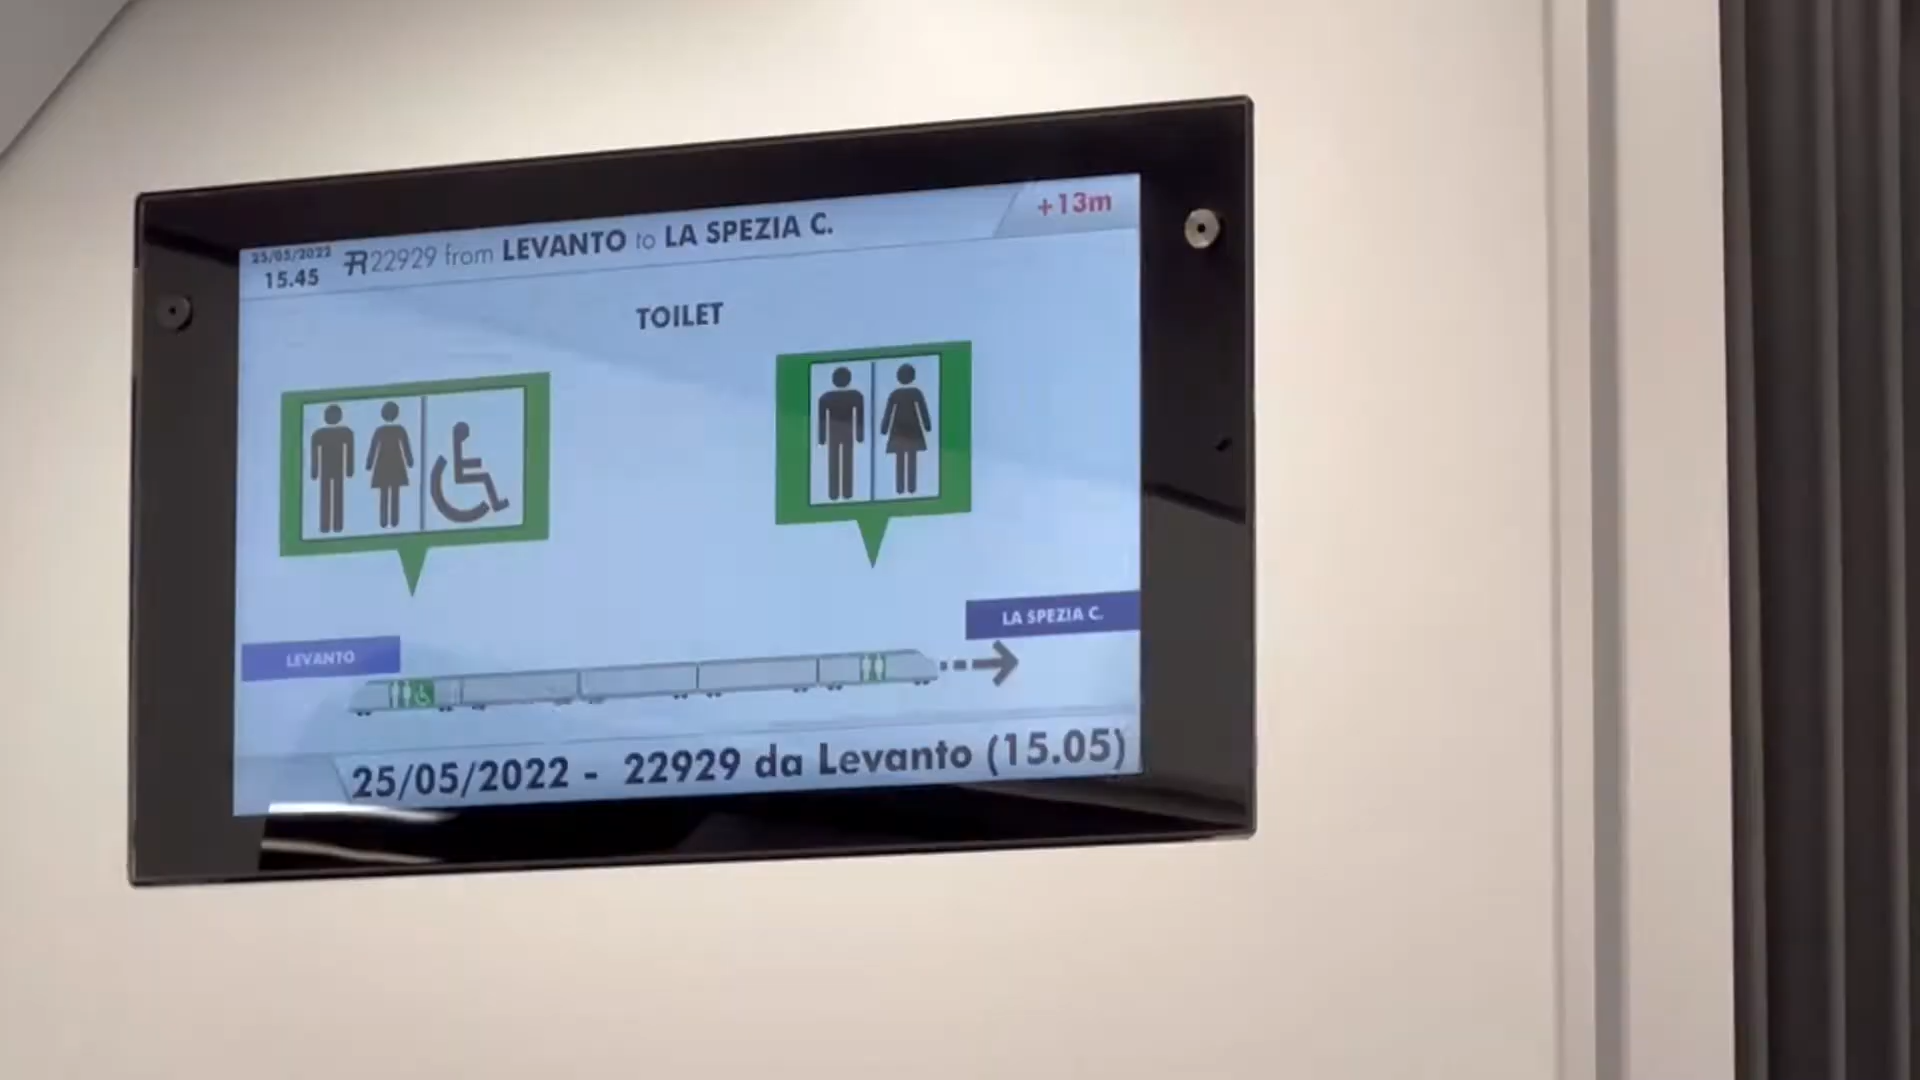 25/05/2022
15.45
R 22929 from LEVANTO to LA SPEZIA C.
+13m
TOILET
LA SPEZIA C.
LEVANTO
25/05/2022 - 22929 da Levanto (15.05)